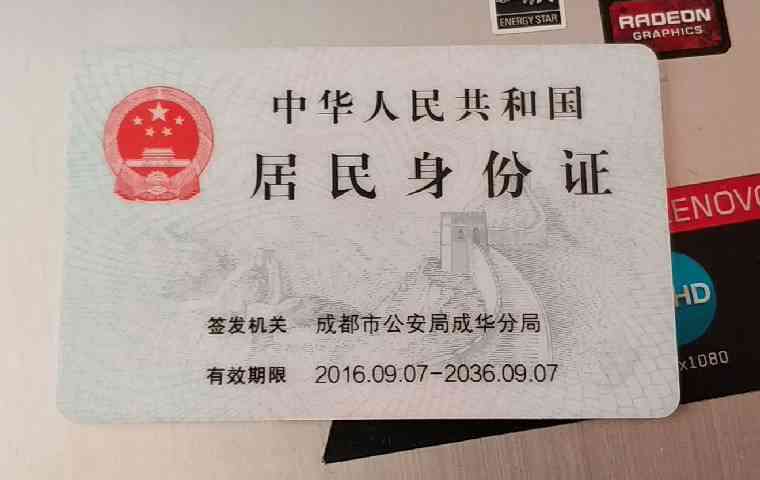 ENERGY STAR
RADEON
GRAPHICS
中华人民共和国
居民身份证
ENOVO
HD
x1080
签发机关 成都市公安局成华分局
有效期限 2016.09.07-2036.09.07